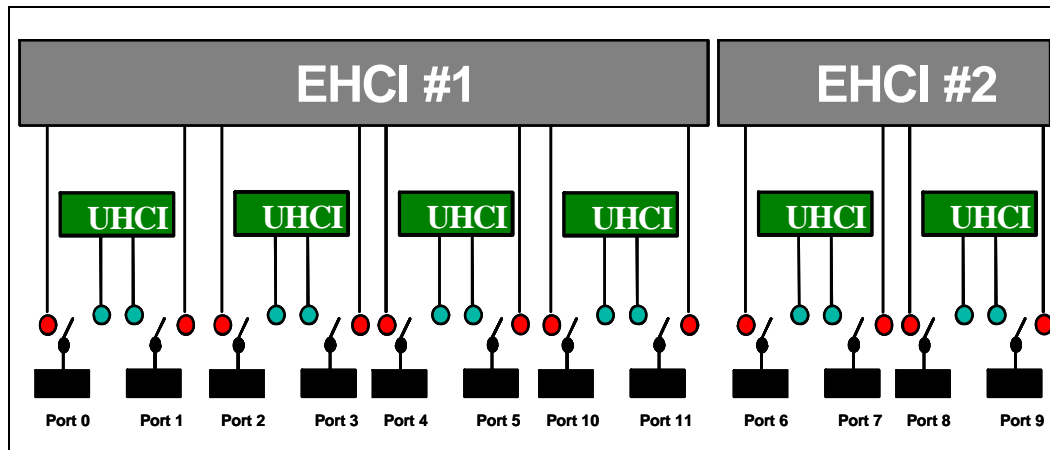 EHCI #1
EHCI #2
UHCI
UHCI
UHCI
UHCI
UHCI
UHCI
Port 0
Port 1
Port 2
Port 3
Port 4
Port 5
Port 10
Port 11
Port 6
Port 7
Port 8
Port 9